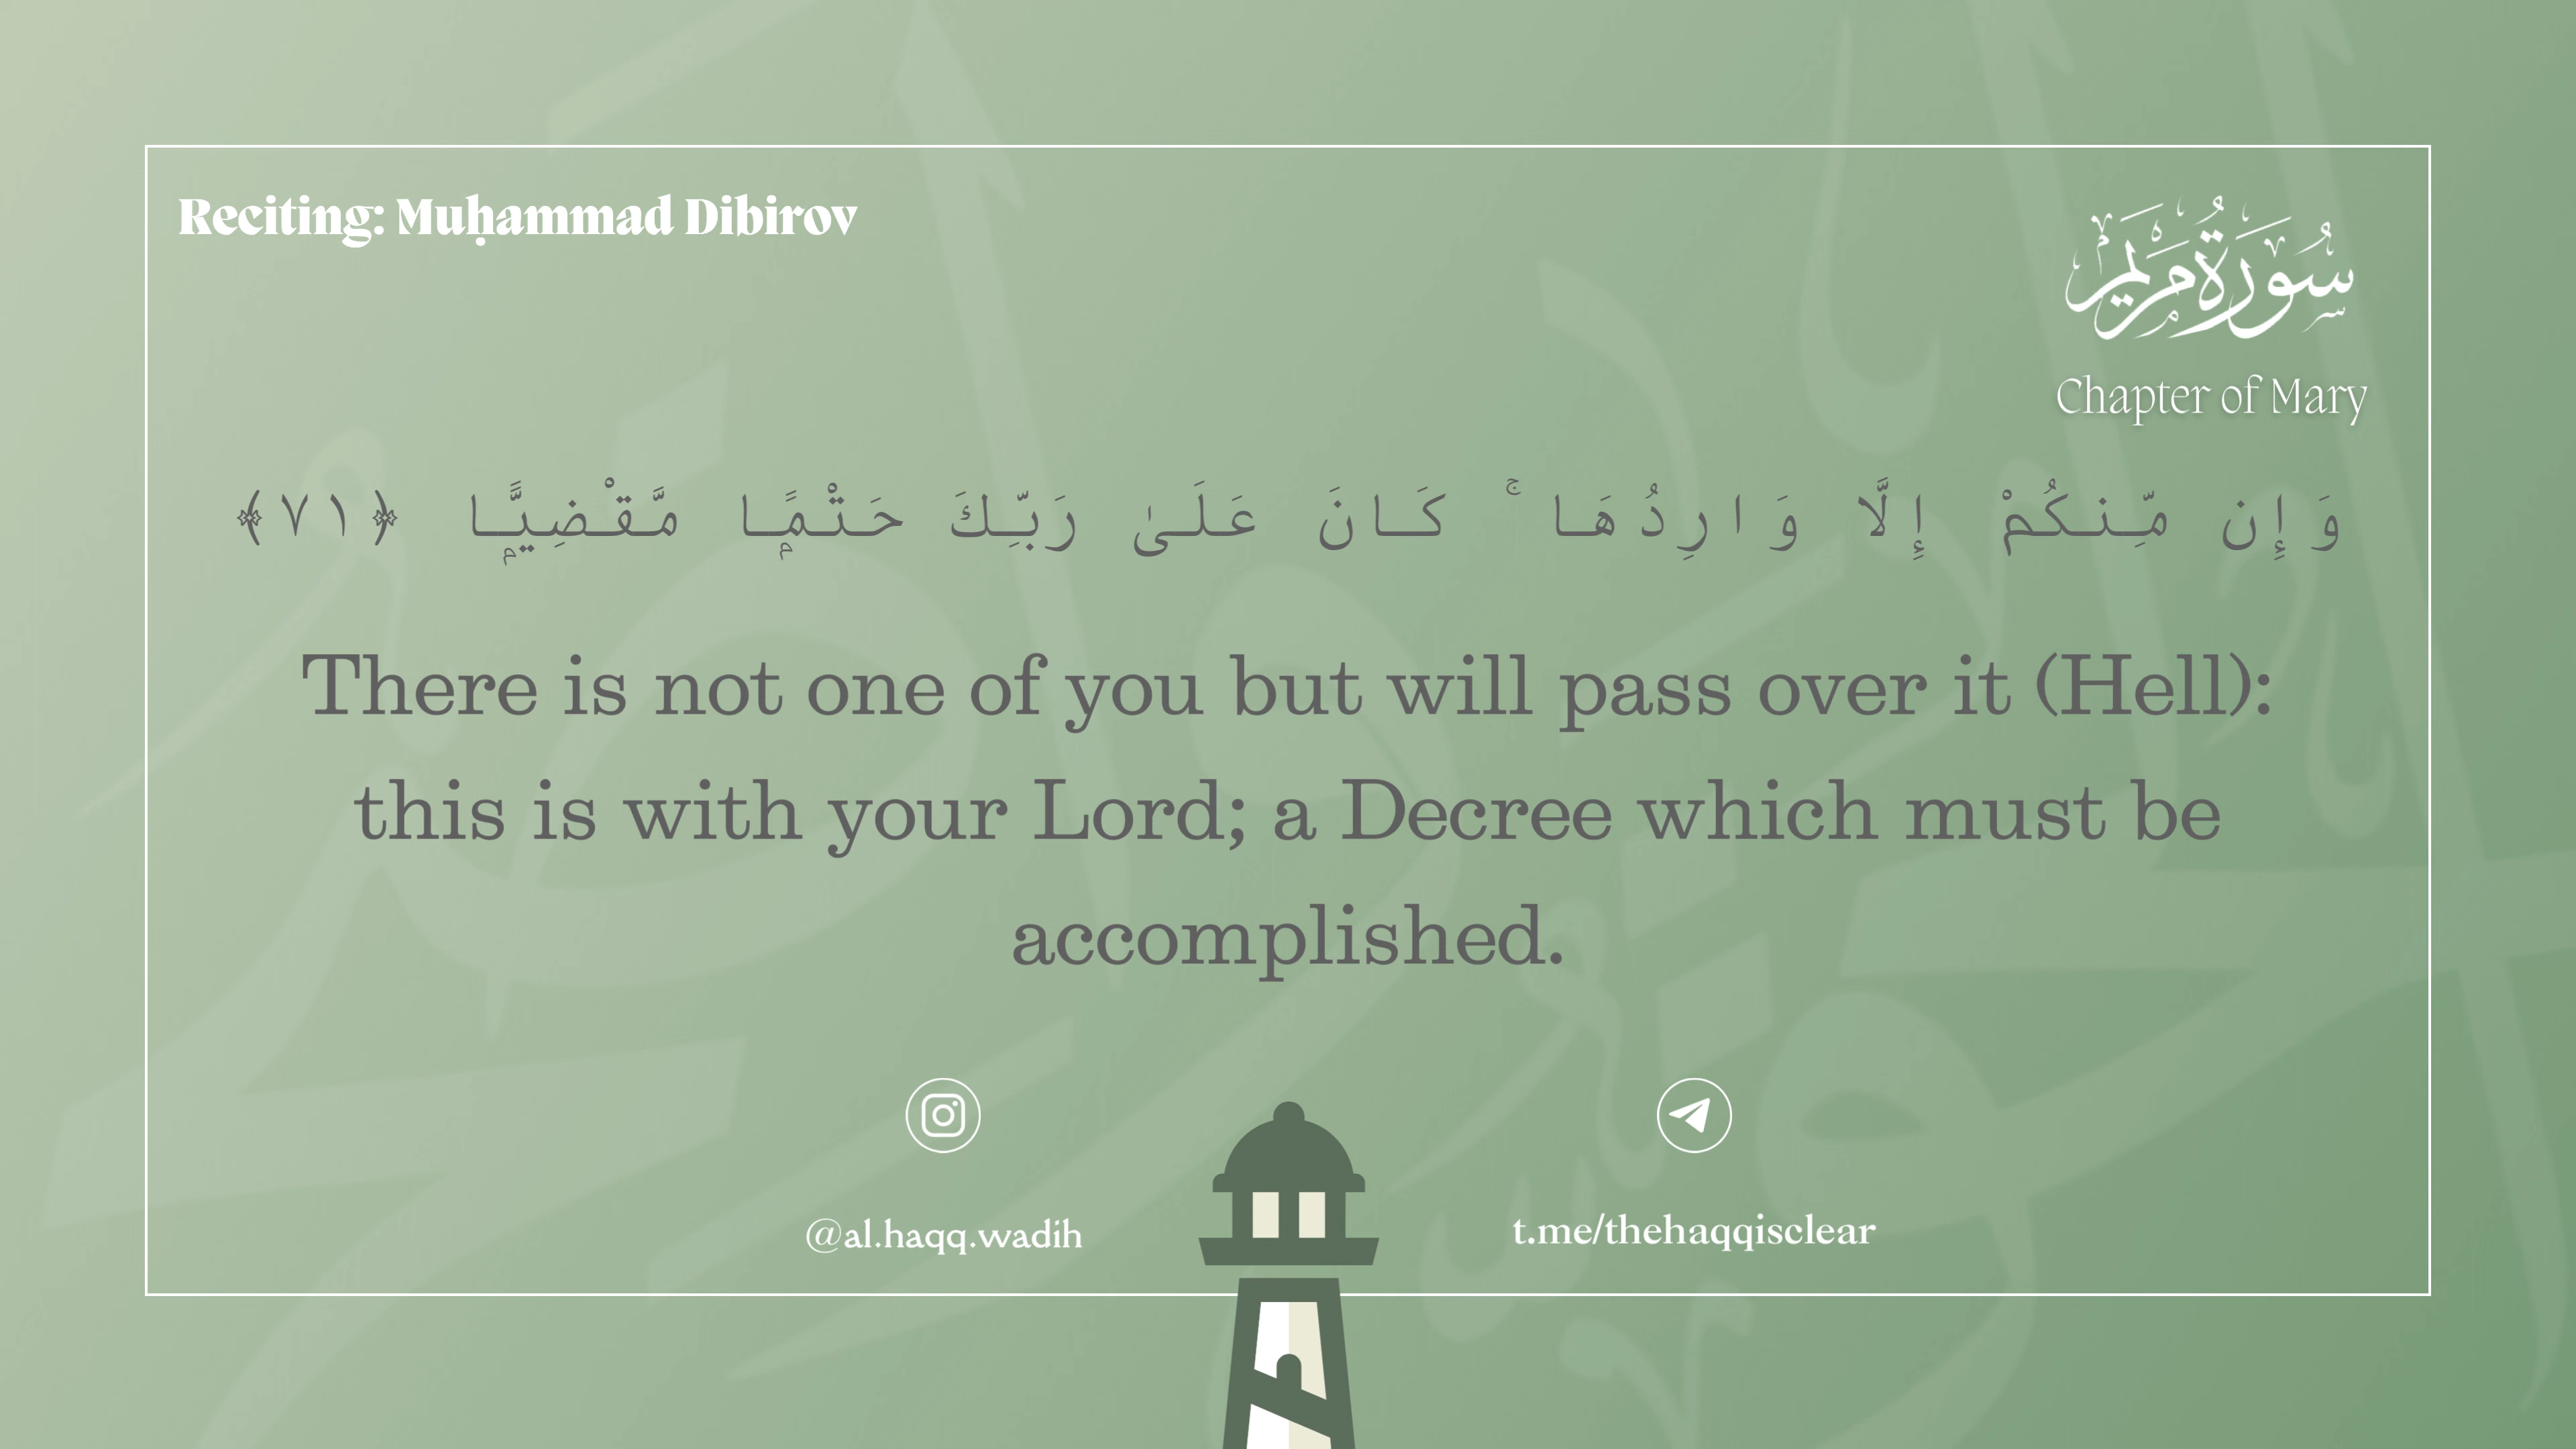 Reciting: Muḥammad Dibirov
سُورَةُ مَرْيَم
Chapter of Mary
وَإِن مِّنكُمْ إِلَّا وَارِدُهَا ۚ كَانَ عَلَىٰ رَبِّكَ حَتْمًۭا مَّقْضِيًّۭا ﴿٧١﴾
There is not one of you but will pass over it (Hell):
this is with your Lord; a Decree which must be
accomplished.
@al.haqq.wadih
t.me/thehaqqisclear